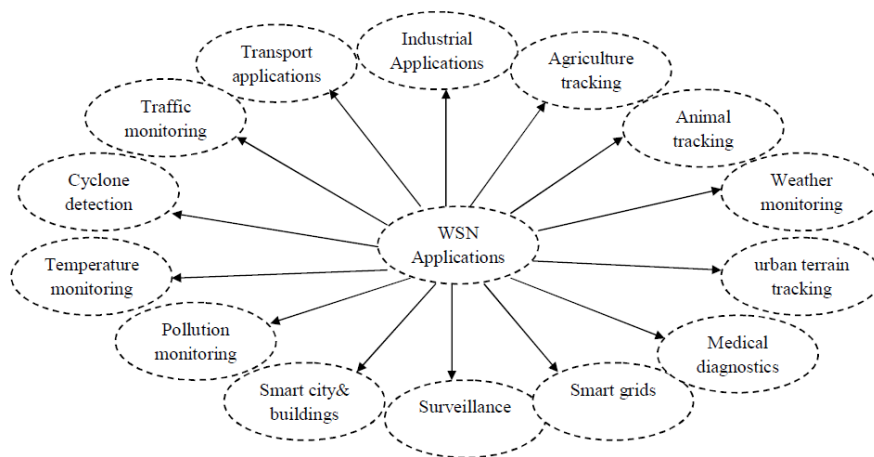 Industrial
Applications
Transport
applications
Agriculture
tracking
Traffic
monitoring
Animal
tracking
Cyclone
detection
Weather
monitoring
WSN
Applications
Temperature
monitoring
urban terrain
tracking
Pollution
monitoring
Medical
diagnostics
Smart city&
buildings
Surveillance
Smart grids